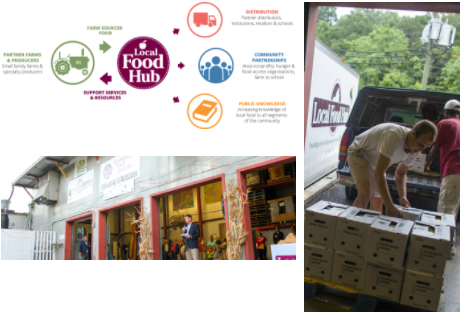 FARM SOURCED
FOOD
PARTNER FARMS
& PRODUCERS
Small family farms &
specialty producers
Local
Food
Hub
SUPPORT SERVICES
& RESOURCES
DISTRIBUTION
Partner distributors,
institutions, retailers & schools
COMMUNITY
PARTNERSHIPS
Area nonprofits, hunger &
food access organizations,
farm to school
PUBLIC KNOWLEDGE
Increasing knowledge of
local food in all segments
of the community.
Local Food Hub